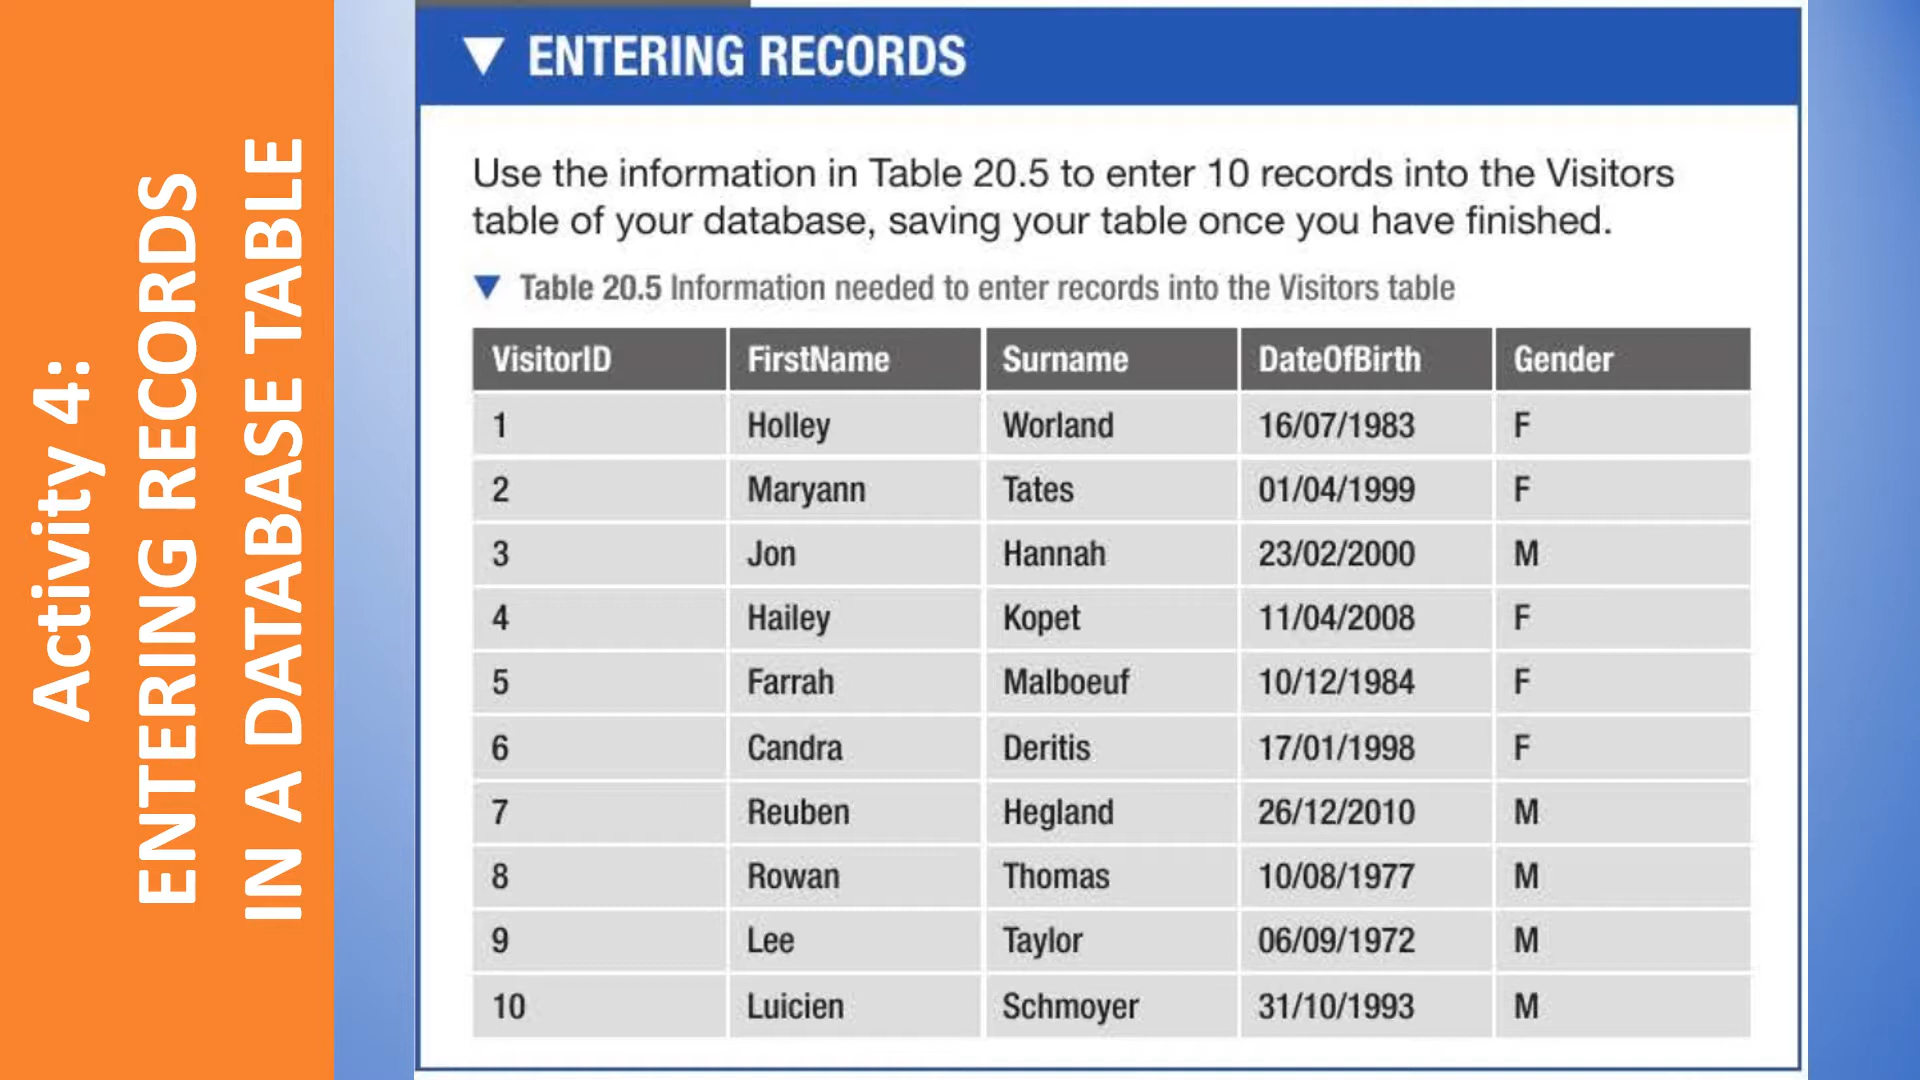 Activity 4:
ENTERING RECORDS
IN A DATABASE TABLE
ENTERING RECORDS
Use the information in Table 20.5 to enter 10 records into the Visitors
table of your database, saving your table once you have finished.
Table 20.5 Information needed to enter records into the Visitors table
VisitorID FirstName Surname DateOfBirth Gender
1 Holley Worland 16/07/1983 F
2 Maryann Tates 01/04/1999 F
3 Jon Hannah 23/02/2000 M
4 Hailey Kopet 11/04/2008 F
5 Farrah Malboeuf 10/12/1984 F
6 Candra Deritis 17/01/1998 F
7 Reuben Hegland 26/12/2010 M
8 Rowan Thomas 10/08/1977 M
9 Lee Taylor 06/09/1972 M
10 Luicien Schmoyer 31/10/1993 M